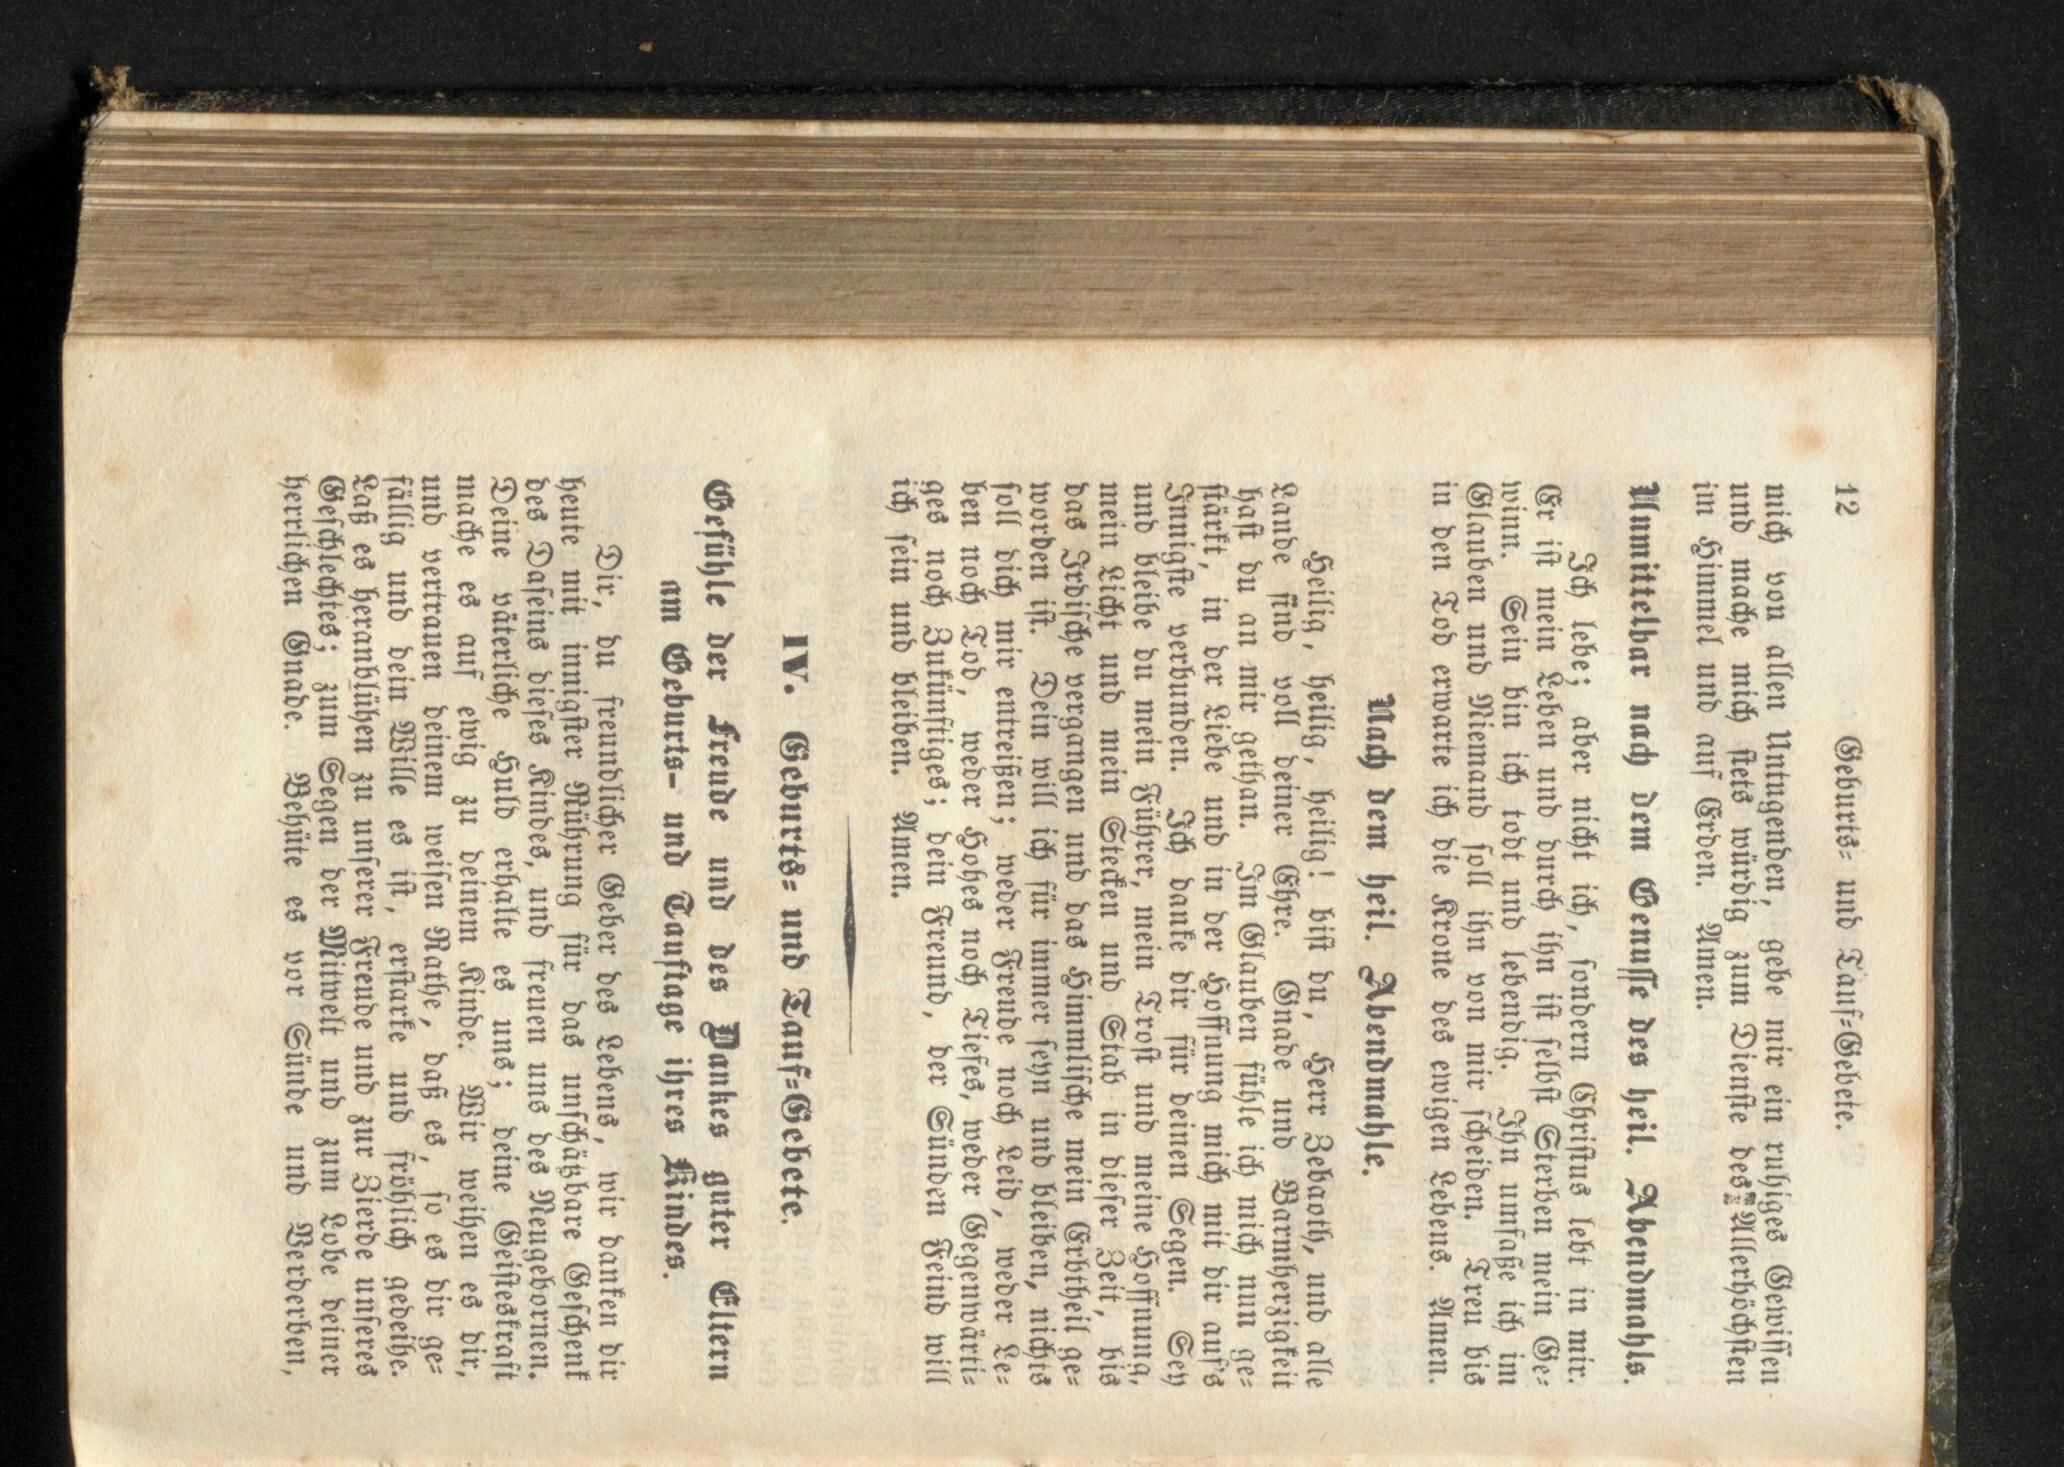 12 Geburts- und Tauf-Gebete.
mich von allen Untugenden, gebe mir ein ruhiges Gewissen
und mache mich stets würdig zum Dienste des Allerhöchsten
im Himmel und auf Erden. Amen.
Unmittelbar nach dem Genusse des heil. Abendmahls.
Ich lebe; aber nicht ich, sondern Christus lebt in mir.
Er ist mein Leben und durch ihn ist selbst Sterben mein Ge-
winn. Sein bin ich todt und lebendig. Ihn umfaße ich im
Glauben und Niemand soll ihn von mir scheiden. Treu bis
in den Tod erwarte ich die Krone des ewigen Lebens. Amen.
Nach dem heil. Abendmahle.
Heilig, heilig, heilig! bist du, Herr Zebaoth, und alle
Lande sind voll deiner Ehre. Gnade und Barmherzigkeit
hast du an mir gethan. Im Glauben fühle ich mich nun ge-
stärkt, in der Liebe und in der Hoffnung mich mit dir auf's
Innigste verbunden. Ich danke dir für deinen Segen. Sey
und bleibe du mein Führer, mein Trost und meine Hoffnung,
mein Licht und mein Stecken und Stab in dieser Zeit, bis
das Irdische vergangen und das Himmlische mein Erbtheil ge-
worden ist. Dein will ich für immer seyn und bleiben, nichts
soll dich mir entreißen; weder Freude noch Leid, weder Le-
ben noch Tod, weder Hohes noch Tiefes, weder Gegenwärti-
ges noch Zukünftiges; dein Freund, der Sünden Feind will
ich sein und bleiben. Amen.
IV. Geburts- und Tauf-Gebete.
Gefühle der Freude und des Dankes guter Eltern
am Geburts- und Tauftage ihres Kindes.
Dir, du freundlicher Geber des Lebens, wir danken dir
heute mit innigster Rührung für das unschäzbare Geschenk
des Daseins dieses Kindes, und freuen uns des Neugebornen.
Deine väterliche Huld erhalte es uns; deine Geisteskraft
mache es auf ewig zu deinem Kinde. Wir weihen es dir,
und vertrauen deinem weisen Rathe, daß es, so es dir ge-
fällig und dein Wille es ist, erstarke und fröhlich gedeihe.
Laß es heranblühen zu unserer Freude und zur Zierde unseres
Geschlechtes; zum Segen der Mitwelt und zum Lobe deiner
herrlichen Gnade. Behüte es vor Sünde und Verderben,